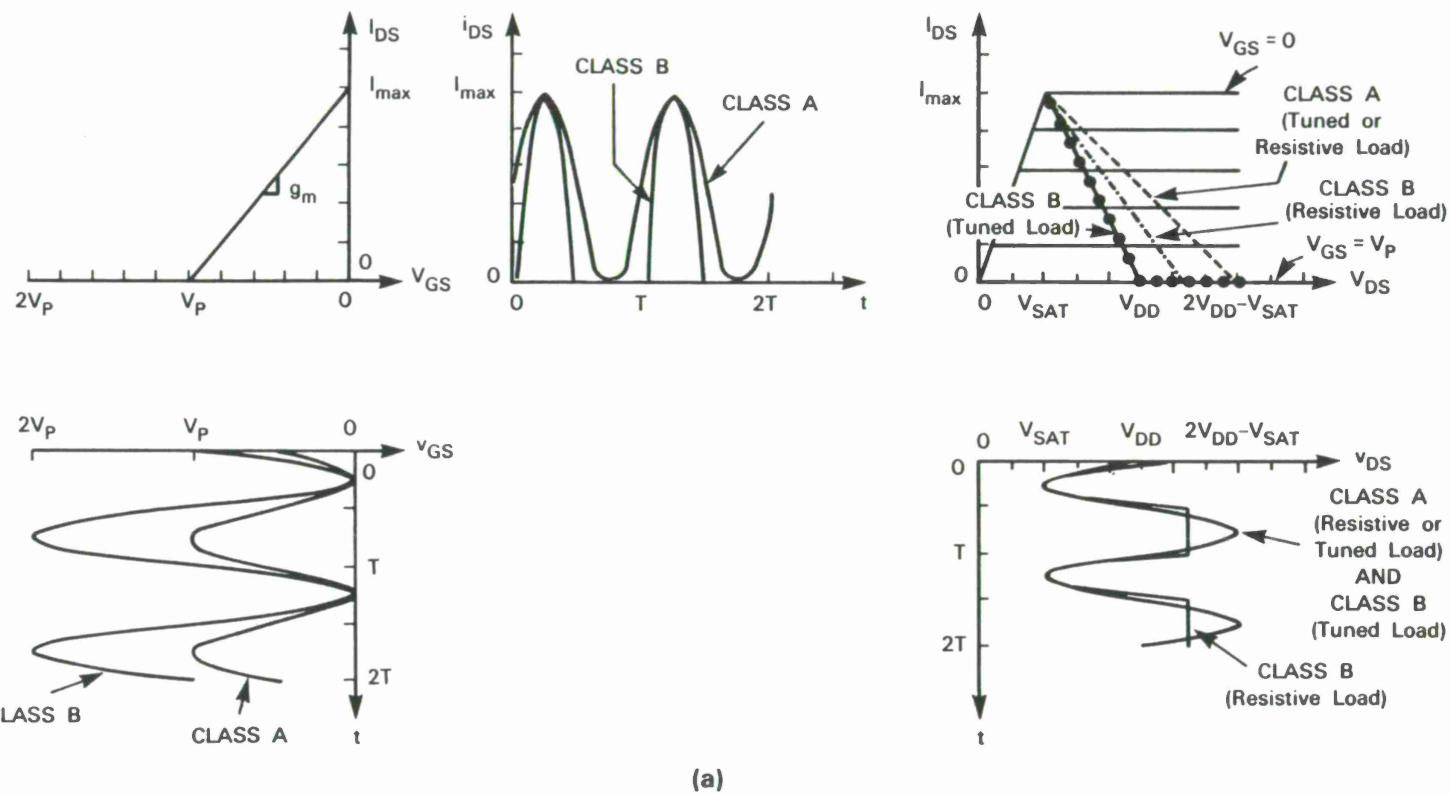 I_DS
I_max
g_m
0
V_GS
2V_P
V_P
0
i_DS
CLASS B
I_max
CLASS A
0
0
T
2T
t
I_DS
V_GS = 0
I_max
CLASS A
(Tuned or
Resistive Load)
CLASS B
(Resistive Load)
CLASS B
(Tuned Load)
V_GS = V_P
0
V_DS
0
V_SAT
V_DD
2V_DD-V_SAT
2V_P
V_P
0
v_GS
0
T
2T
LASS B
CLASS A
t
0
V_SAT
V_DD
2V_DD-V_SAT
0
v_DS
CLASS A
(Resistive or
Tuned Load)
AND
CLASS B
(Tuned Load)
T
2T
CLASS B
(Resistive Load)
t
(a)